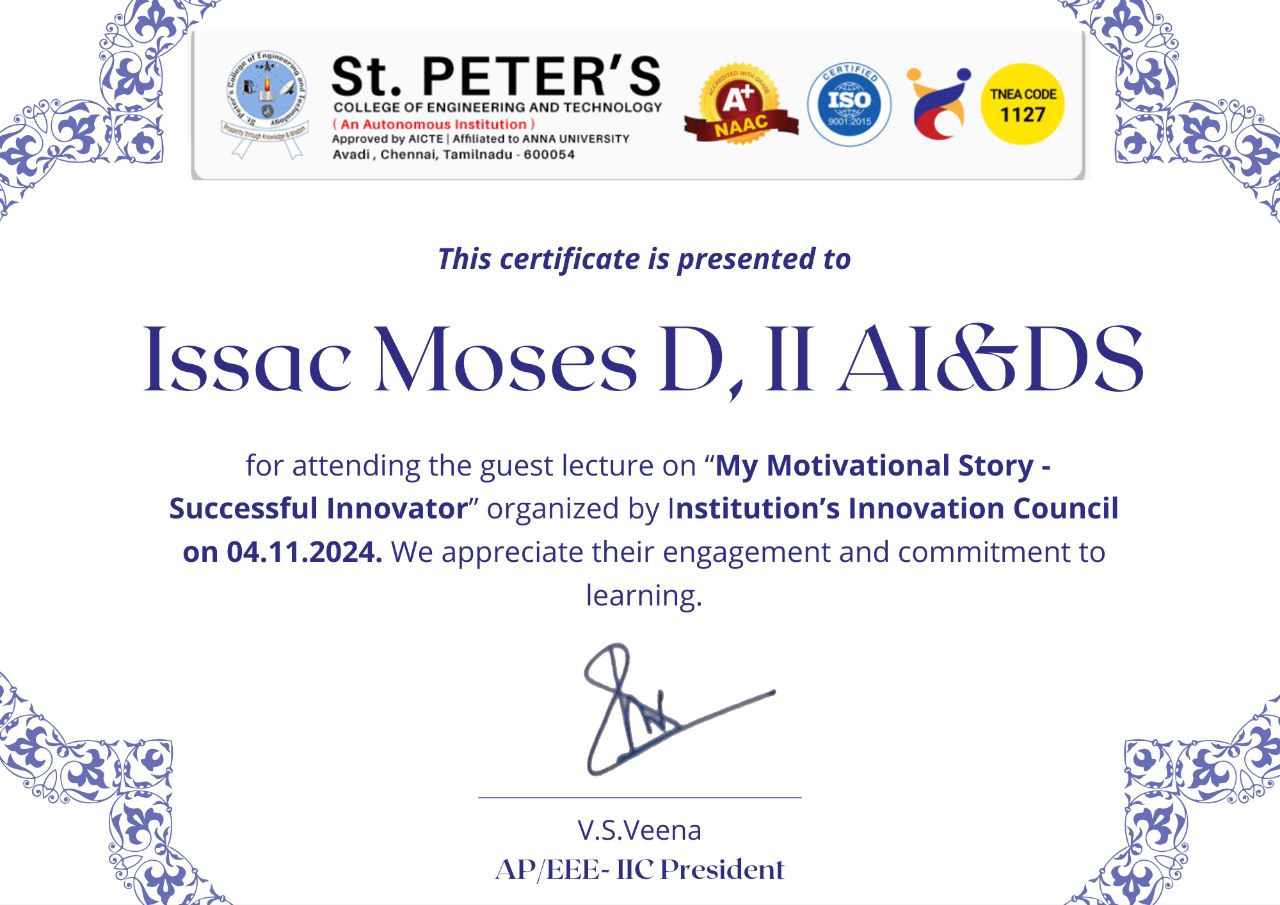 St. Peter's College of Engineering and Technology
Prosperity through Knowledge & Wisdom
St. PETER'S
COLLEGE OF ENGINEERING AND TECHNOLOGY
( An Autonomous Institution )
Approved by AICTE | Affiliated to ANNA UNIVERSITY
Avadi , Chennai, Tamilnadu - 600054
ACCREDITED WITH GRADE
A+
NAAC
CERTIFIED
ISO
9001:2015
TNEA CODE
1127
This certificate is presented to
Issac Moses D, II AI&DS
for attending the guest lecture on “My Motivational Story -
Successful Innovator” organized by Institution’s Innovation Council
on 04.11.2024. We appreciate their engagement and commitment to
learning.
V.S.Veena
AP/EEE- IIC President